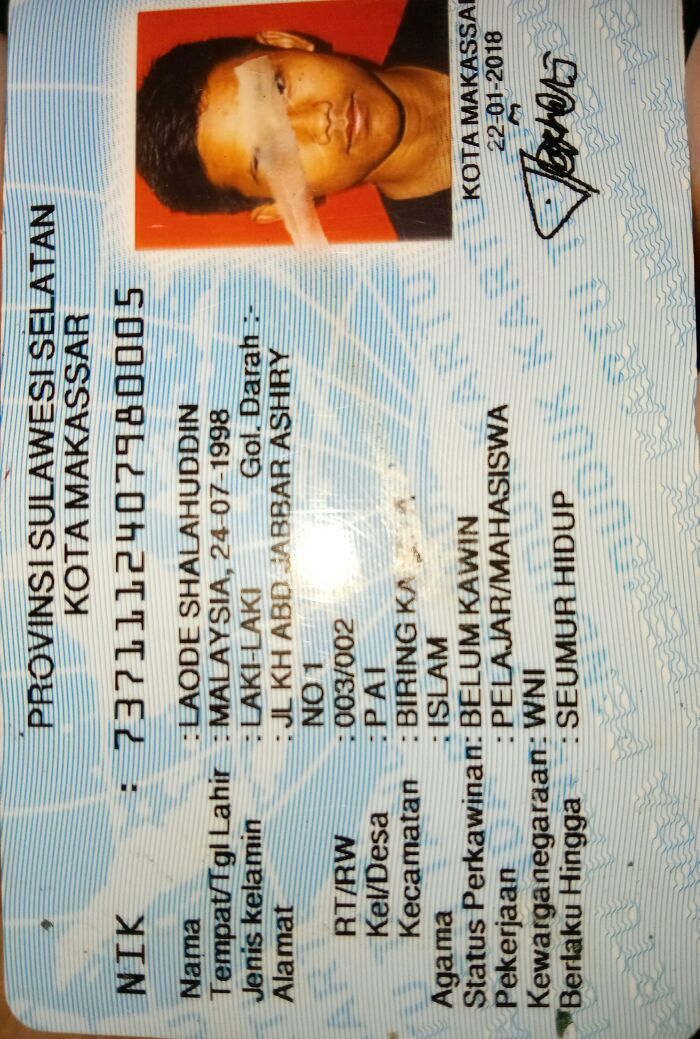 PROVINSI SULAWESI SELATAN
KOTA MAKASSAR
NIK : 7371112407980005
Nama : LAODE SHALAHUDDIN
Tempat/Tgl Lahir : MALAYSIA, 24-07-1998
Jenis kelamin : LAKI-LAKI Gol. Darah :-
Alamat : JL KH ABD JABBAR ASHRY
NO 1
RT/RW : 003/002
Kel/Desa : P A I
Kecamatan : BIRING
Agama : ISLAM
Status Perkawinan: BELUM KAWIN
Pekerjaan : PELAJAR/MAHASISWA
Kewarganegaraan: WNI
Berlaku Hingga : SEUMUR HIDUP
KOTA MAKASSAR
22-01-2018